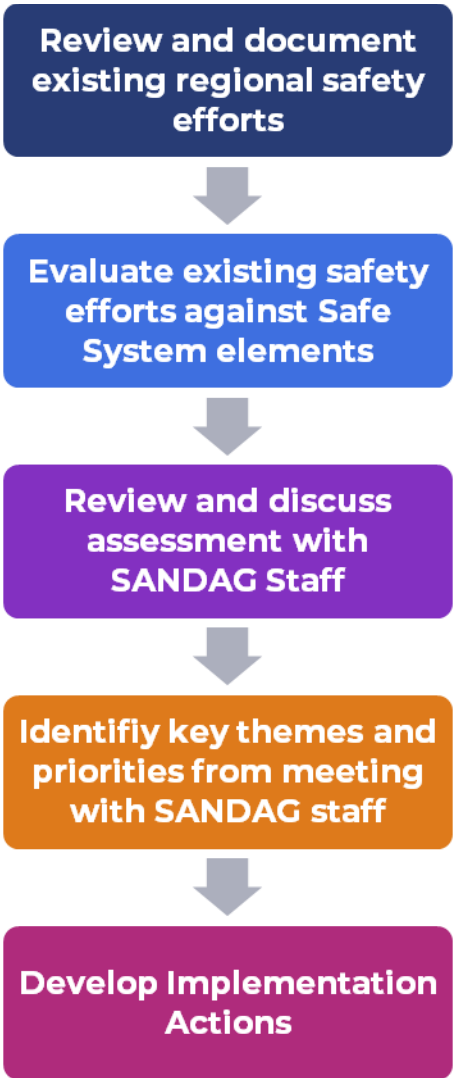 Review and document
existing regional safety
efforts
Evaluate existing safety
efforts against Safe
System elements
Review and discuss
assessment with
SANDAG Staff
Identifiy key themes and
priorities from meeting
with SANDAG staff
Develop Implementation
Actions